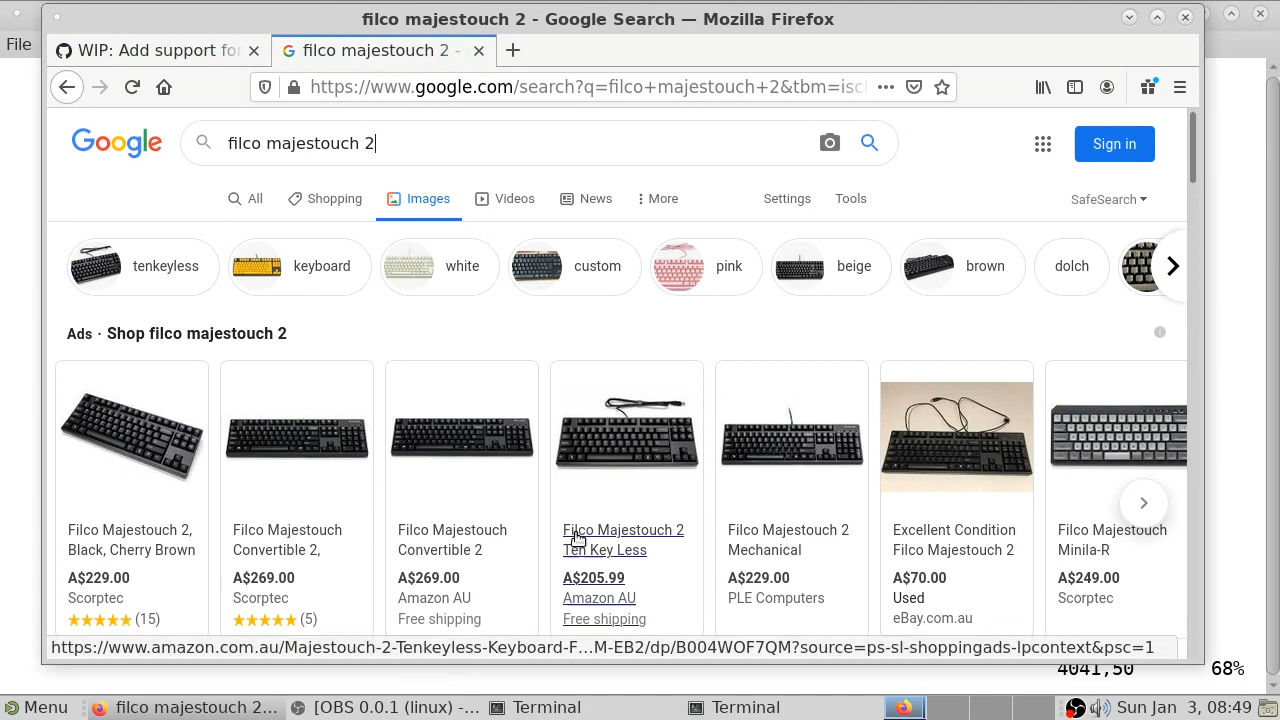 filco majestouch 2 - Google Search — Mozilla Firefox
File
WIP: Add support fo
filco majestouch 2 -
https://www.google.com/search?q=filco+majestouch+2&tbm=iscl
Google
filco majestouch 2
Sign in
All
Shopping
Images
Videos
News
More
Settings
Tools
SafeSearch
tenkeyless
keyboard
white
custom
pink
beige
brown
dolch
Ads · Shop filco majestouch 2
Filco Majestouch 2,
Black, Cherry Brown
A$229.00
Scorptec
(15)
Filco Majestouch
Convertible 2,
A$269.00
Scorptec
(5)
Filco Majestouch
Convertible 2
A$269.00
Amazon AU
Free shipping
Filco Majestouch 2
Ten Key Less
A$205.99
Amazon AU
Free shipping
Filco Majestouch 2
Mechanical
A$229.00
PLE Computers
Excellent Condition
Filco Majestouch 2
A$70.00
Used
eBay.com.au
Filco Majestouch
Minila-R
A$249.00
Scorptec
https://www.amazon.com.au/Majestouch-2-Tenkeyless-Keyboard-F…M-EB2/dp/B004WOF7QM?source=ps-sl-shoppingads-lpcontext&psc=1
4041,50
68%
Menu
filco majestouch 2...
[OBS 0.0.1 (linux) -...
Terminal
Terminal
Sun Jan 3, 08:49